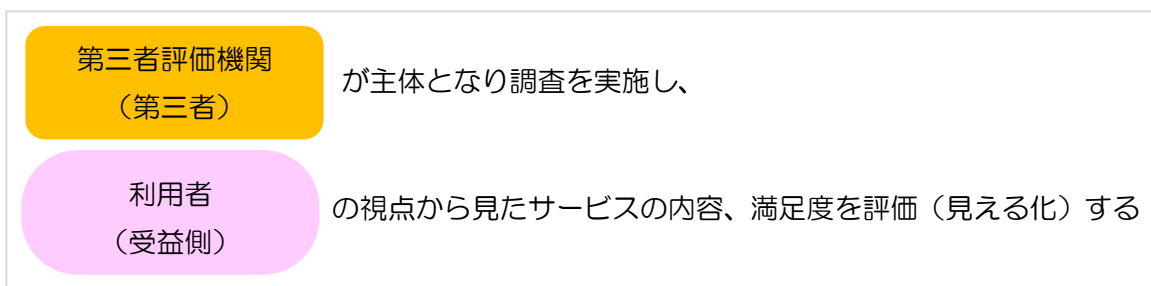 第三者評価機関
（第三者）
が主体となり調査を実施し、
利用者
（受益側）
の視点から見たサービスの内容、満足度を評価（見える化）する